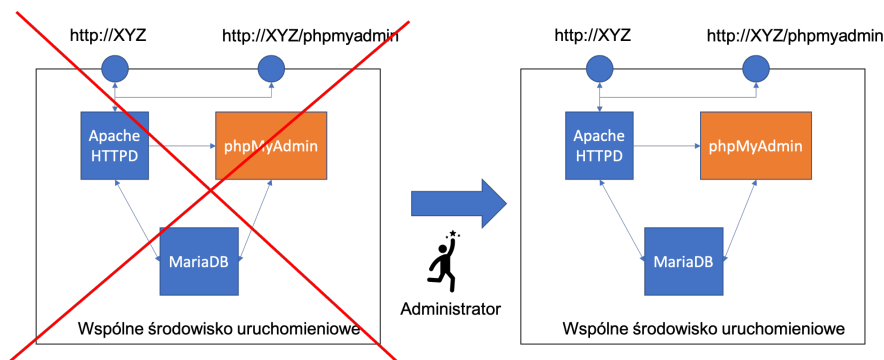 http://XYZ
http://XYZ/phpmyadmin
Apache
HTTPD
phpMyAdmin
MariaDB
Wspólne środowisko uruchomieniowe
Administrator
http://XYZ
http://XYZ/phpmyadmin
Apache
HTTPD
phpMyAdmin
MariaDB
Wspólne środowisko uruchomieniowe